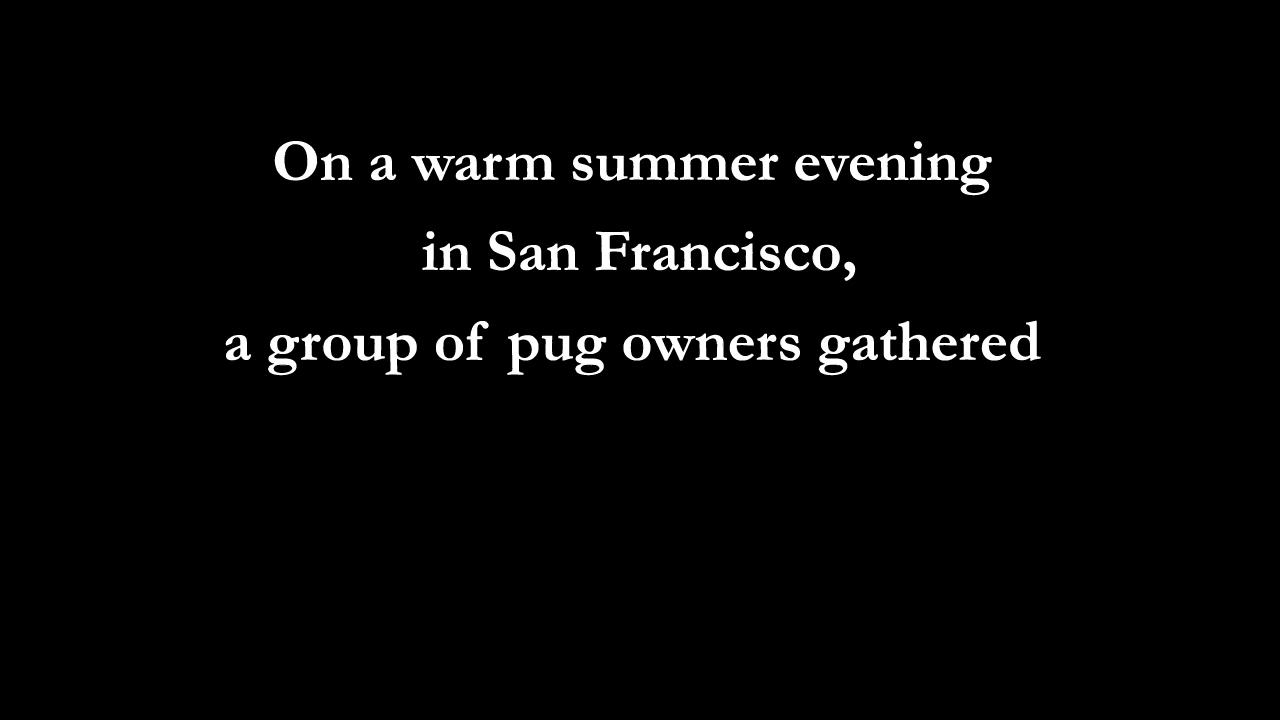 On a warm summer evening
in San Francisco,
a group of pug owners gathered